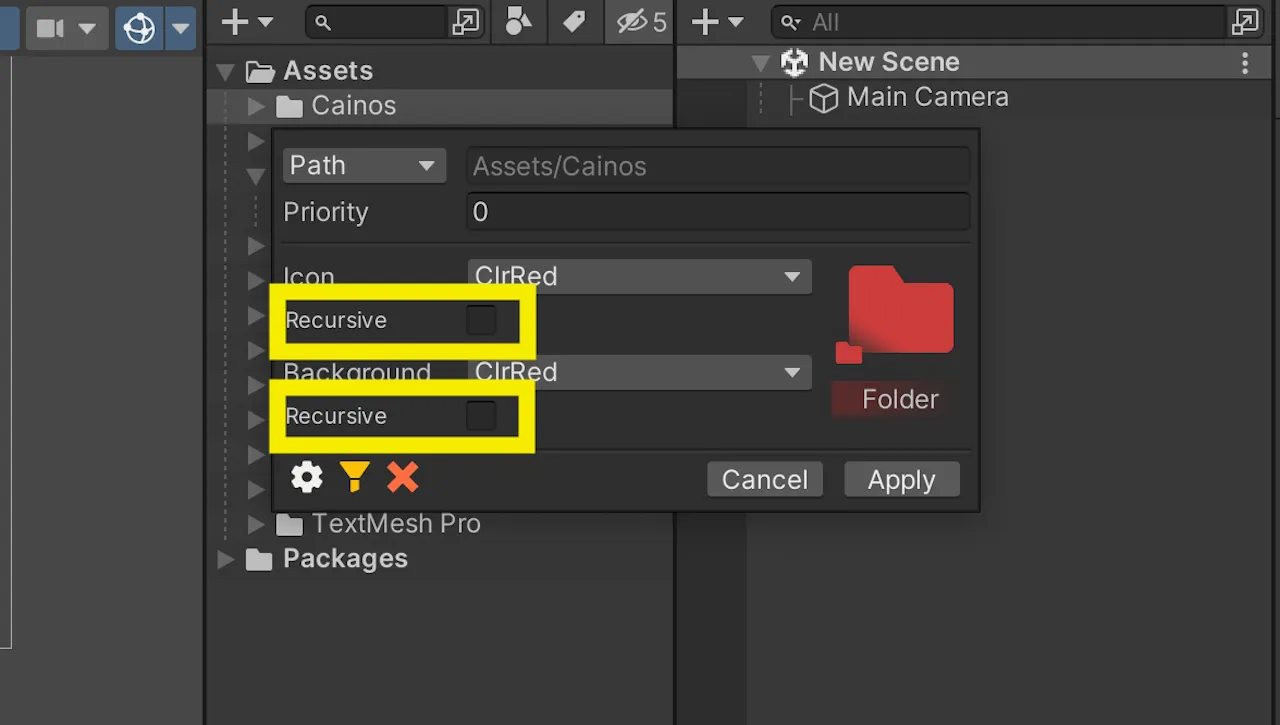 5
All
Assets
New Scene
Cainos
Main Camera
Path
Assets/Cainos
Priority
0
Icon
ClrRed
Recursive
Background
ClrRed
Recursive
Folder
Cancel
Apply
TextMesh Pro
Packages